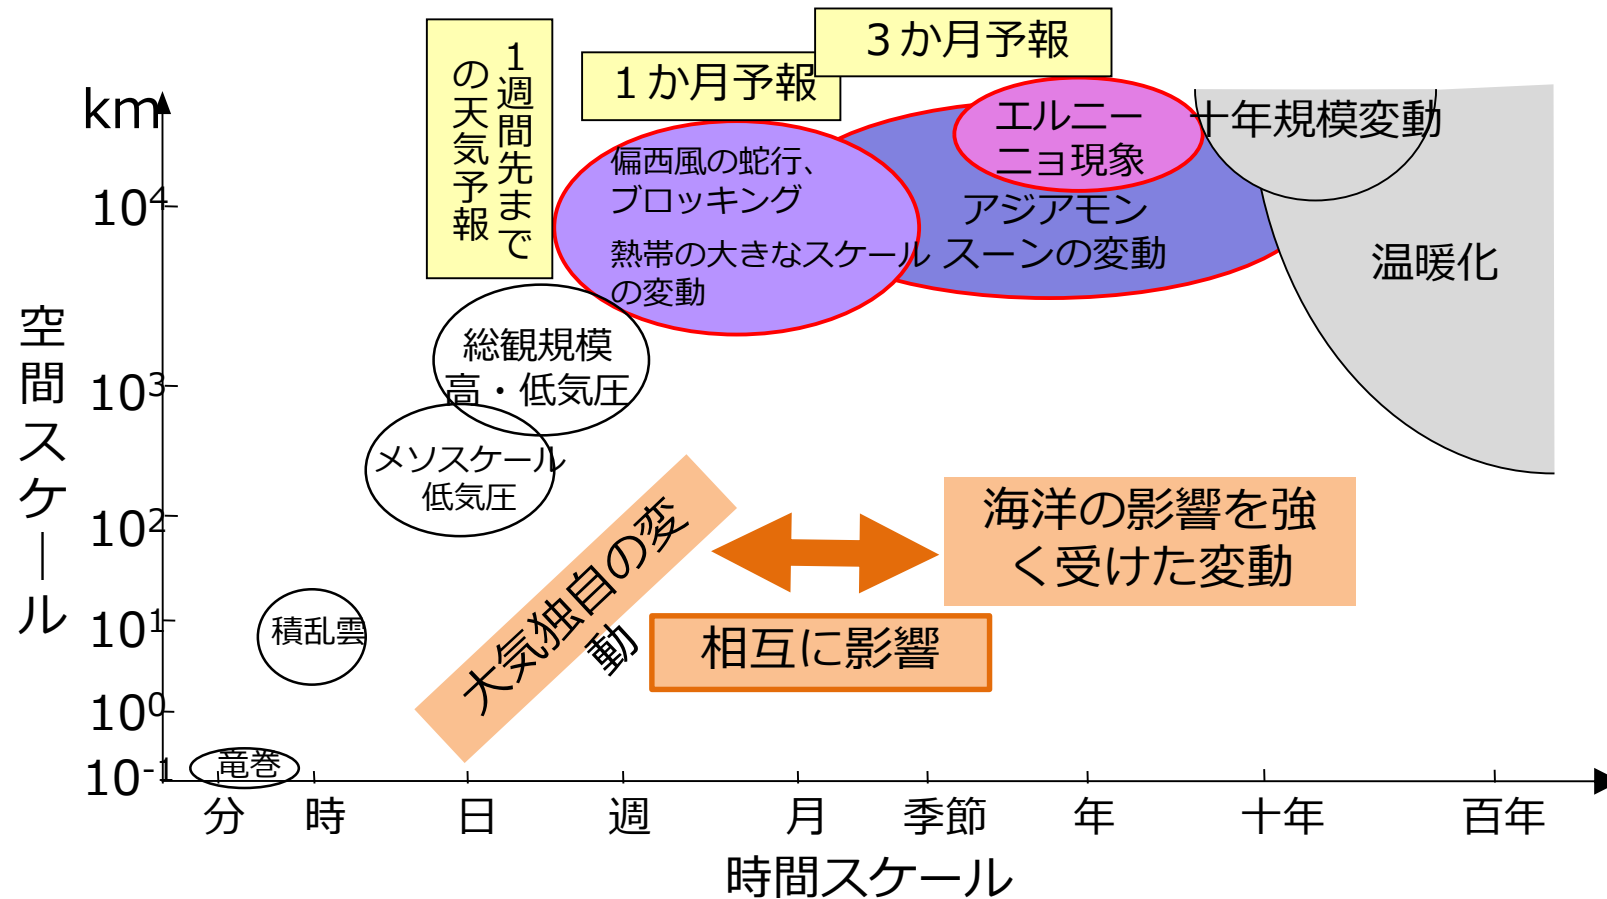 ３か月予報
１か月予報
１週間先まで
の天気予報
km
10⁴
10³
10²
10¹
10⁰
10⁻¹
空間スケール
エルニー
ニョ現象
十年規模変動
偏西風の蛇行、
ブロッキング
熱帯の大きなスケール
の変動
アジアモン
スーンの変動
温暖化
総観規模
高・低気圧
メソスケール
低気圧
積乱雲
竜巻
大気独自の変
動
海洋の影響を強
く受けた変動
相互に影響
分 時 日 週 月 季節 年 十年 百年
時間スケール